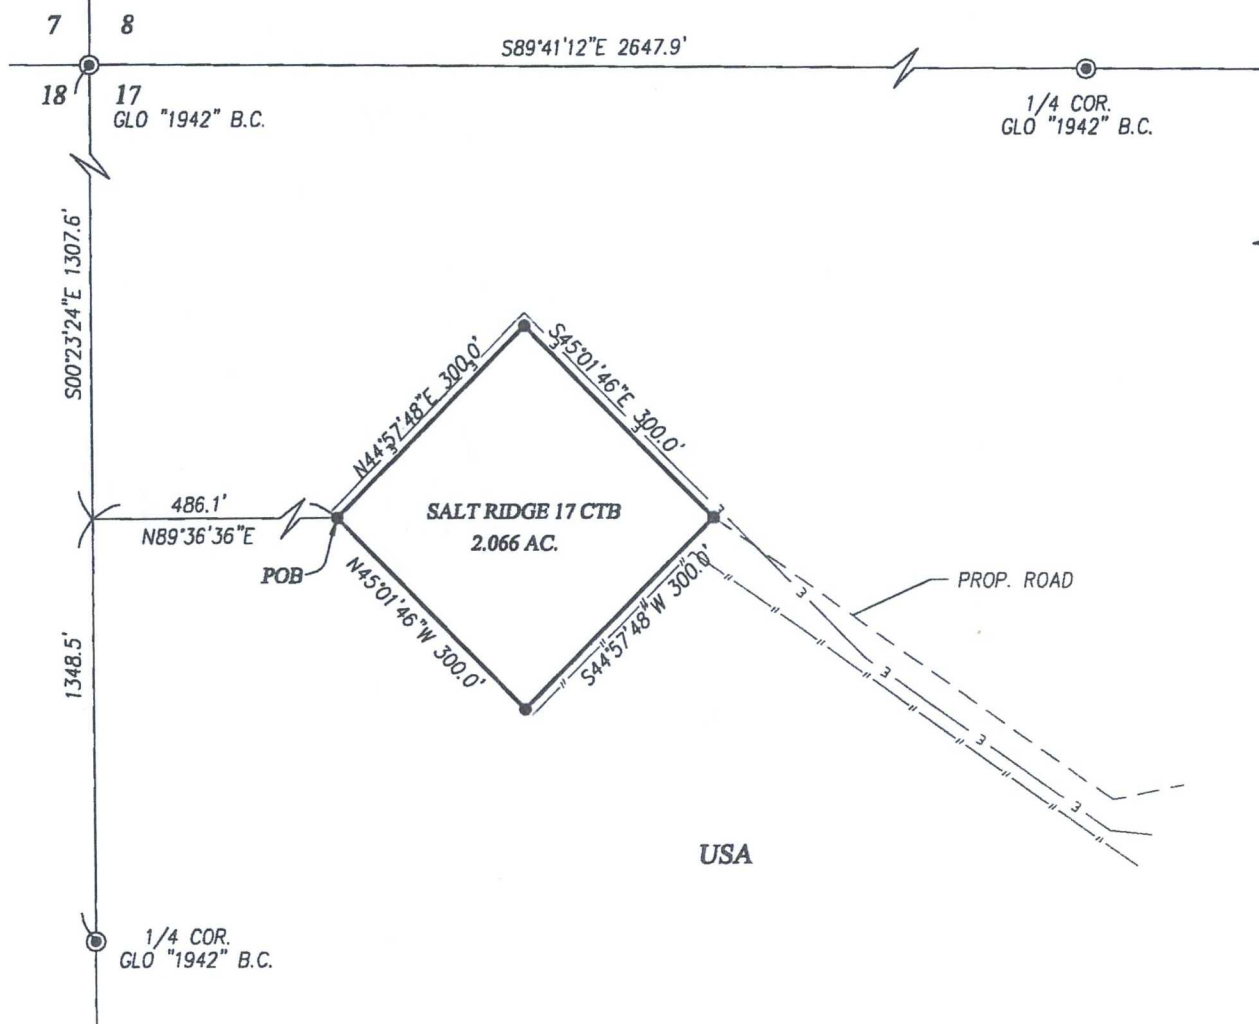 7 8
S89°41'12"E 2647.9'
18 17
GLO "1942" B.C.
1/4 COR.
GLO "1942" B.C.
S00°23'24"E 1307.6'
N44°57'48"E 300.0'
S45°01'46"E 300.0'
486.1'
N89°36'36"E
SALT RIDGE 17 CTB
2.066 AC.
POB
N45°01'46"W 300.0'
S44°57'48"W 300.0'
PROP. ROAD
1348.5'
USA
1/4 COR.
GLO "1942" B.C.